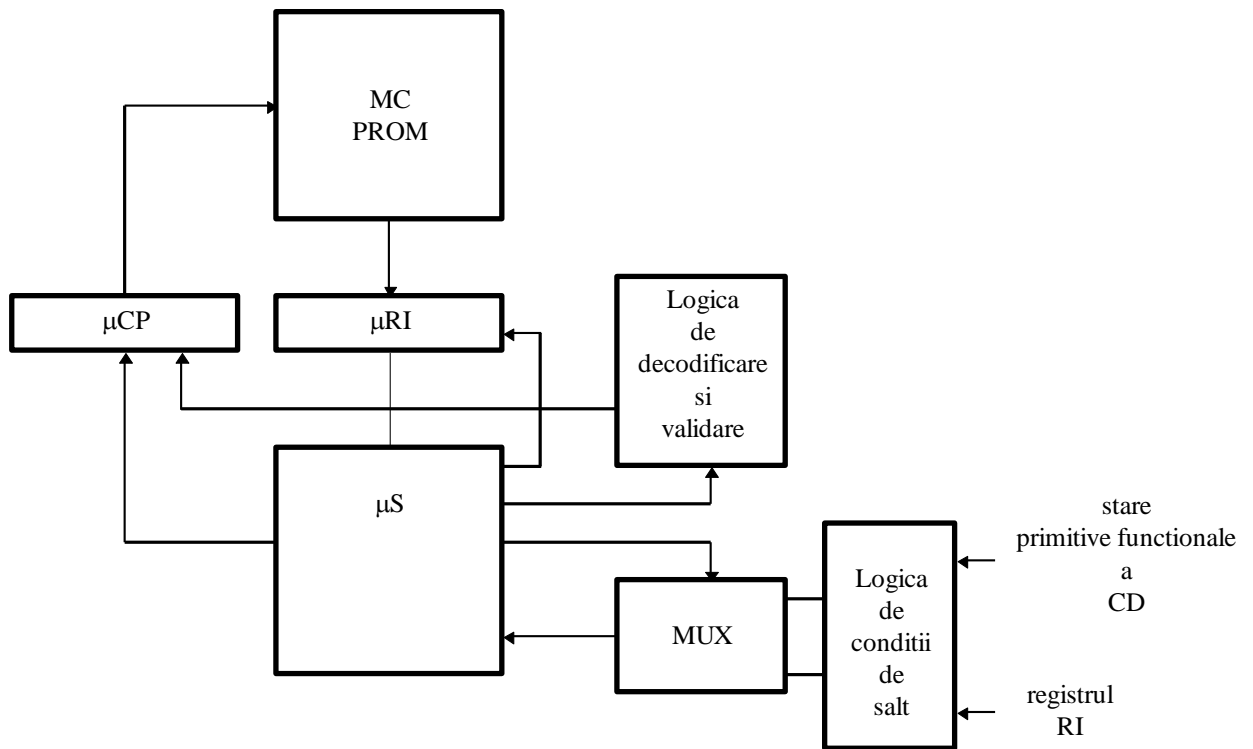 MC
PROM
μCP
μRI
Logica
de
decodificare
si
validare
μS
MUX
Logica
de
conditii
de
salt
stare
primitive functionale
a
CD
registrul
RI